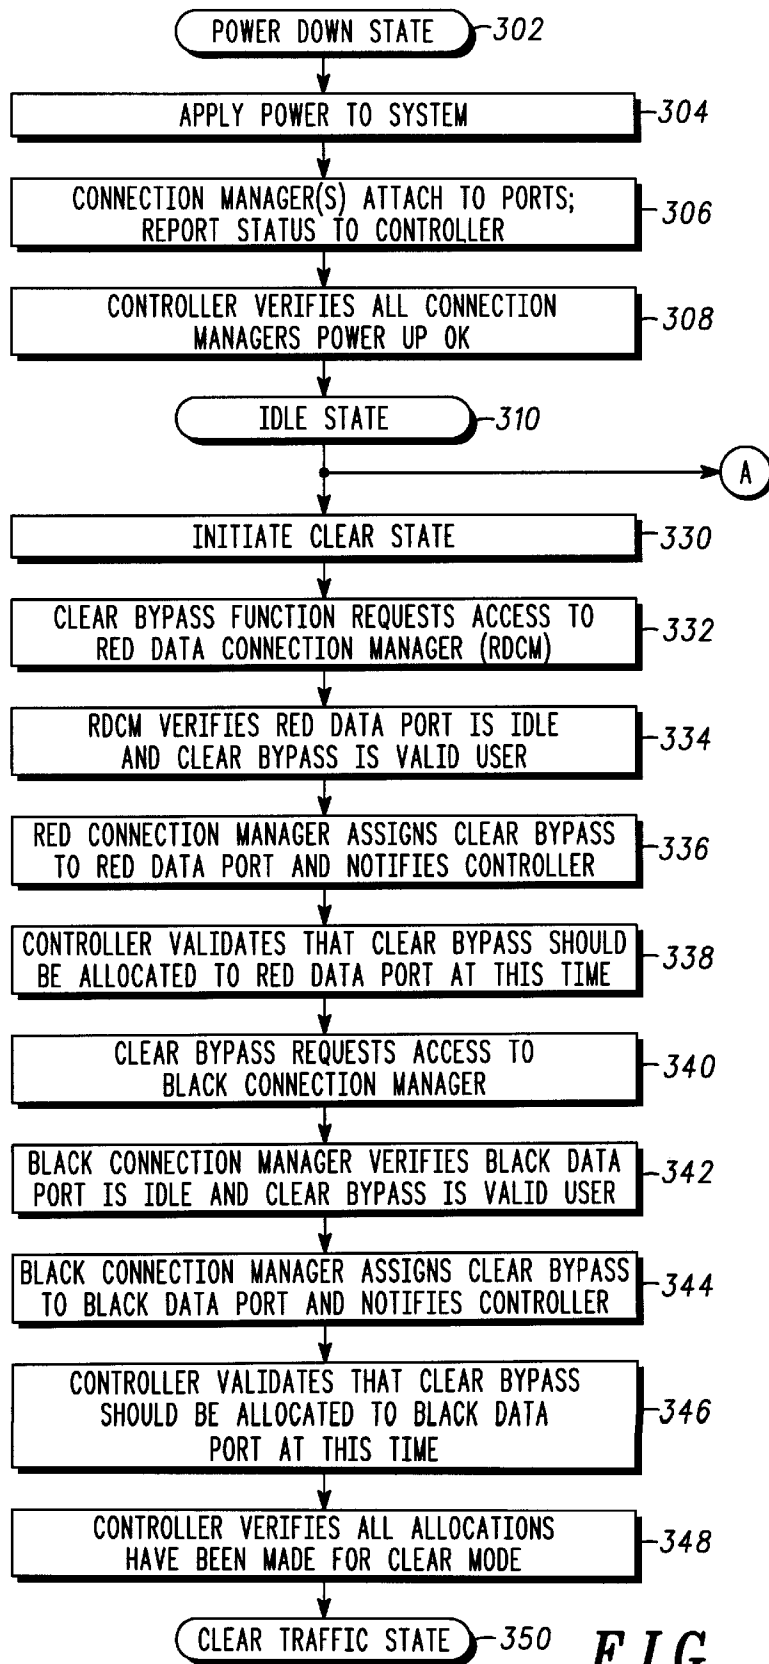 POWER DOWN STATE 302
APPLY POWER TO SYSTEM 304
CONNECTION MANAGER(S) ATTACH TO PORTS;
REPORT STATUS TO CONTROLLER 306
CONTROLLER VERIFIES ALL CONNECTION
MANAGERS POWER UP OK 308
IDLE STATE 310
A
INITIATE CLEAR STATE 330
CLEAR BYPASS FUNCTION REQUESTS ACCESS TO
RED DATA CONNECTION MANAGER (RDCM) 332
RDCM VERIFIES RED DATA PORT IS IDLE
AND CLEAR BYPASS IS VALID USER 334
RED CONNECTION MANAGER ASSIGNS CLEAR BYPASS
TO RED DATA PORT AND NOTIFIES CONTROLLER 336
CONTROLLER VALIDATES THAT CLEAR BYPASS SHOULD
BE ALLOCATED TO RED DATA PORT AT THIS TIME 338
CLEAR BYPASS REQUESTS ACCESS TO
BLACK CONNECTION MANAGER 340
BLACK CONNECTION MANAGER VERIFIES BLACK DATA
PORT IS IDLE AND CLEAR BYPASS IS VALID USER 342
BLACK CONNECTION MANAGER ASSIGNS CLEAR BYPASS
TO BLACK DATA PORT AND NOTIFIES CONTROLLER 344
CONTROLLER VALIDATES THAT CLEAR BYPASS
SHOULD BE ALLOCATED TO BLACK DATA 346
PORT AT THIS TIME
CONTROLLER VERIFIES ALL ALLOCATIONS
HAVE BEEN MADE FOR CLEAR MODE 348
CLEAR TRAFFIC STATE 350
FIG